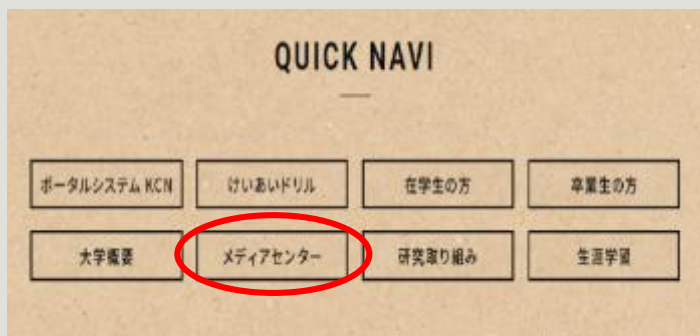 QUICK NAVI
ポータルシステム KCN
けいあいドリル
在学生の方
卒業生の方
大学概要
メディアセンター
研究取り組み
生涯学習